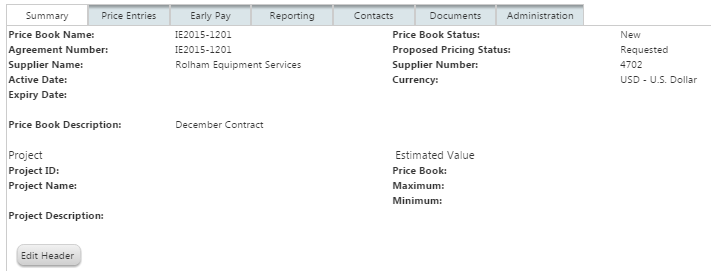 Summary Price Entries Early Pay Reporting Contacts Documents Administration
Price Book Name: IE2015-1201 Price Book Status: New
Agreement Number: IE2015-1201 Proposed Pricing Status: Requested
Supplier Name: Rolham Equipment Services Supplier Number: 4702
Active Date: Currency: USD - U.S. Dollar
Expiry Date:
Price Book Description: December Contract
Project Estimated Value
Project ID: Price Book:
Project Name: Maximum:
Minimum:
Project Description:
Edit Header